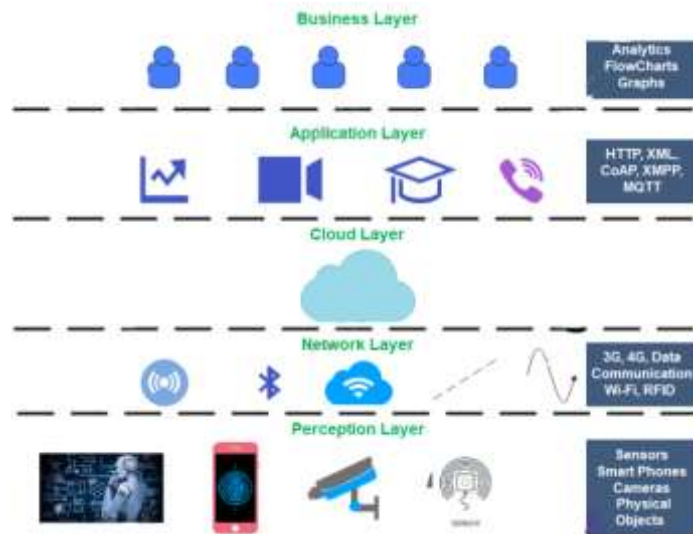 Business Layer
Analytics
FlowCharts
Graphs
Application Layer
HTTP, XML,
CoAP, XMPP,
MQTT
Cloud Layer
Network Layer
3G, 4G, Data
Communication
Wi-Fi, RFID
Perception Layer
Sensors
Smart Phones
Cameras
Physical
Objects